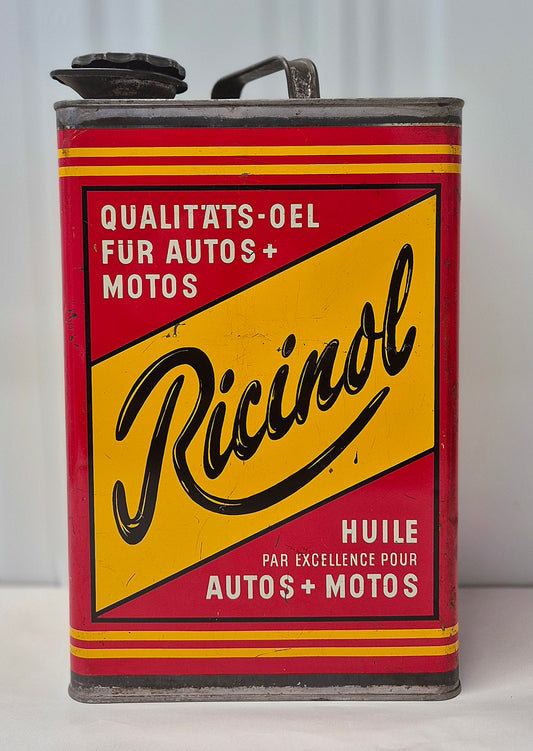 QUALITÄTS-OEL
FÜR AUTOS+
MOTOS
Ricinol
HUILE
PAR EXCELLENCE POUR
AUTOS+MOTOS